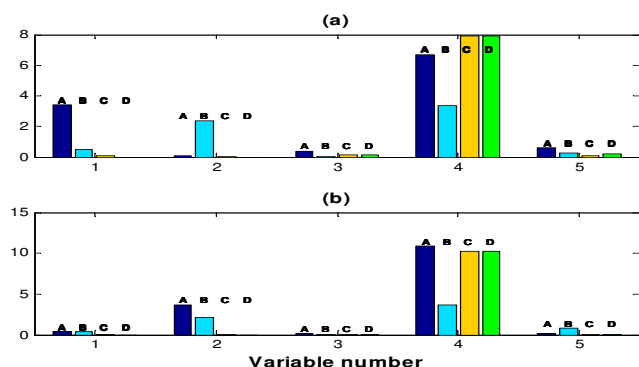 (a)
8
6
4
2
0
A B C D
A B C D
A B C D
A B C D
A B C D
1 2 3 4 5
(b)
15
10
5
0
A B C D
A B C D
A B C D
A B C D
A B C D
1 2 3 4 5
Variable number